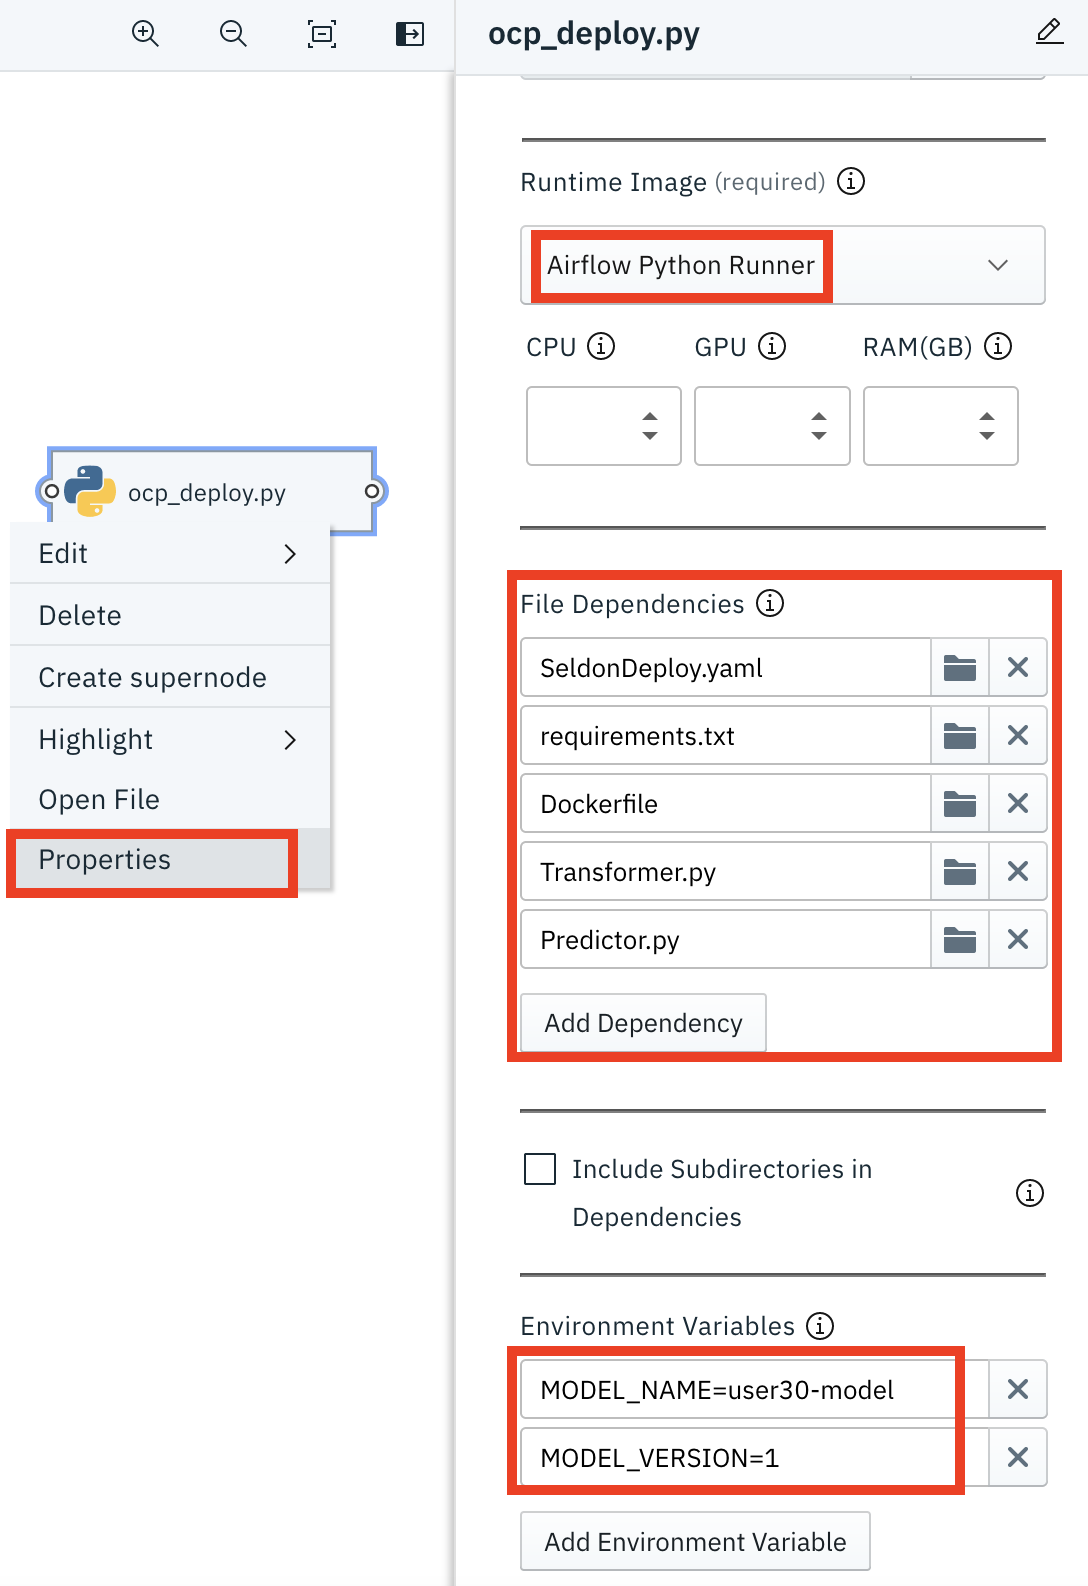 ocp_deploy.py
Edit
Delete
Create supernode
Highlight
Open File
Properties
ocp_deploy.py
Runtime Image (required)
Airflow Python Runner
CPU GPU RAM(GB)
File Dependencies
SeldonDeploy.yaml
requirements.txt
Dockerfile
Transformer.py
Predictor.py
Add Dependency
Include Subdirectories in
Dependencies
Environment Variables
MODEL_NAME=user30-model
MODEL_VERSION=1
Add Environment Variable